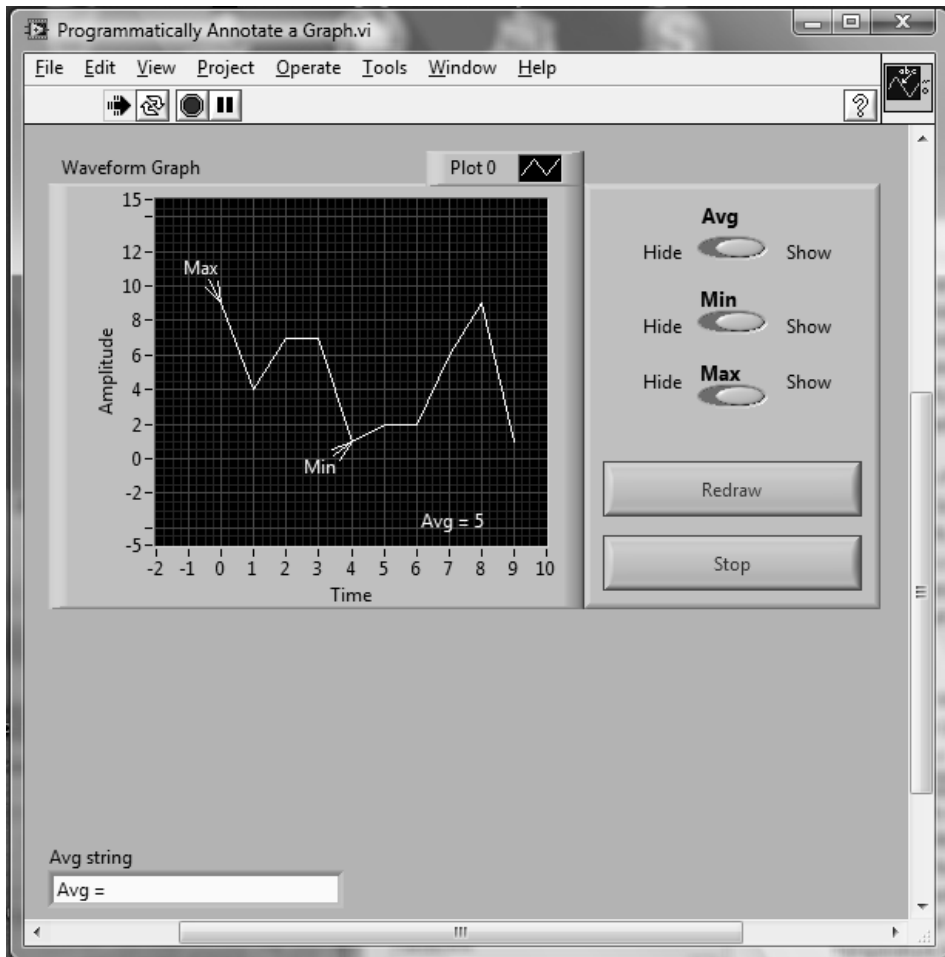 Programmatically Annotate a Graph.vi
File Edit View Project Operate Tools Window Help
?
Waveform Graph
Plot 0
15
12
10
8
6
4
2
0
-2
-5
Amplitude
Max
Min
Avg = 5
-2 -1 0 1 2 3 4 5 6 7 8 9 10
Time
Avg
Hide Show
Min
Hide Show
Max
Hide Show
Redraw
Stop
Avg string
Avg =